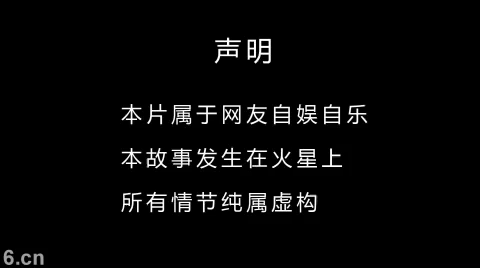 声明
本片属于网友自娱自乐
本故事发生在火星上
所有情节纯属虚构
6.cn